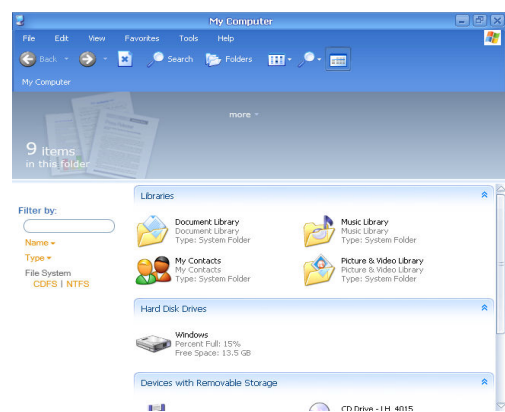 My Computer
File Edit View Favorites Tools Help
Back Search Folders
My Computer
more
9 items
in this folder
Filter by:
Name
Type
File System
CDFS | NTFS
Libraries
Document Library
Document Library
Type: System Folder
Music Library
Music Library
Type: System Folder
My Contacts
My Contacts
Type: System Folder
Picture & Video Library
Picture & Video Library
Type: System Folder
Hard Disk Drives
Windows
Percent Full: 15%
Free Space: 13.5 GB
Devices with Removable Storage
CD Drive - LH_4015